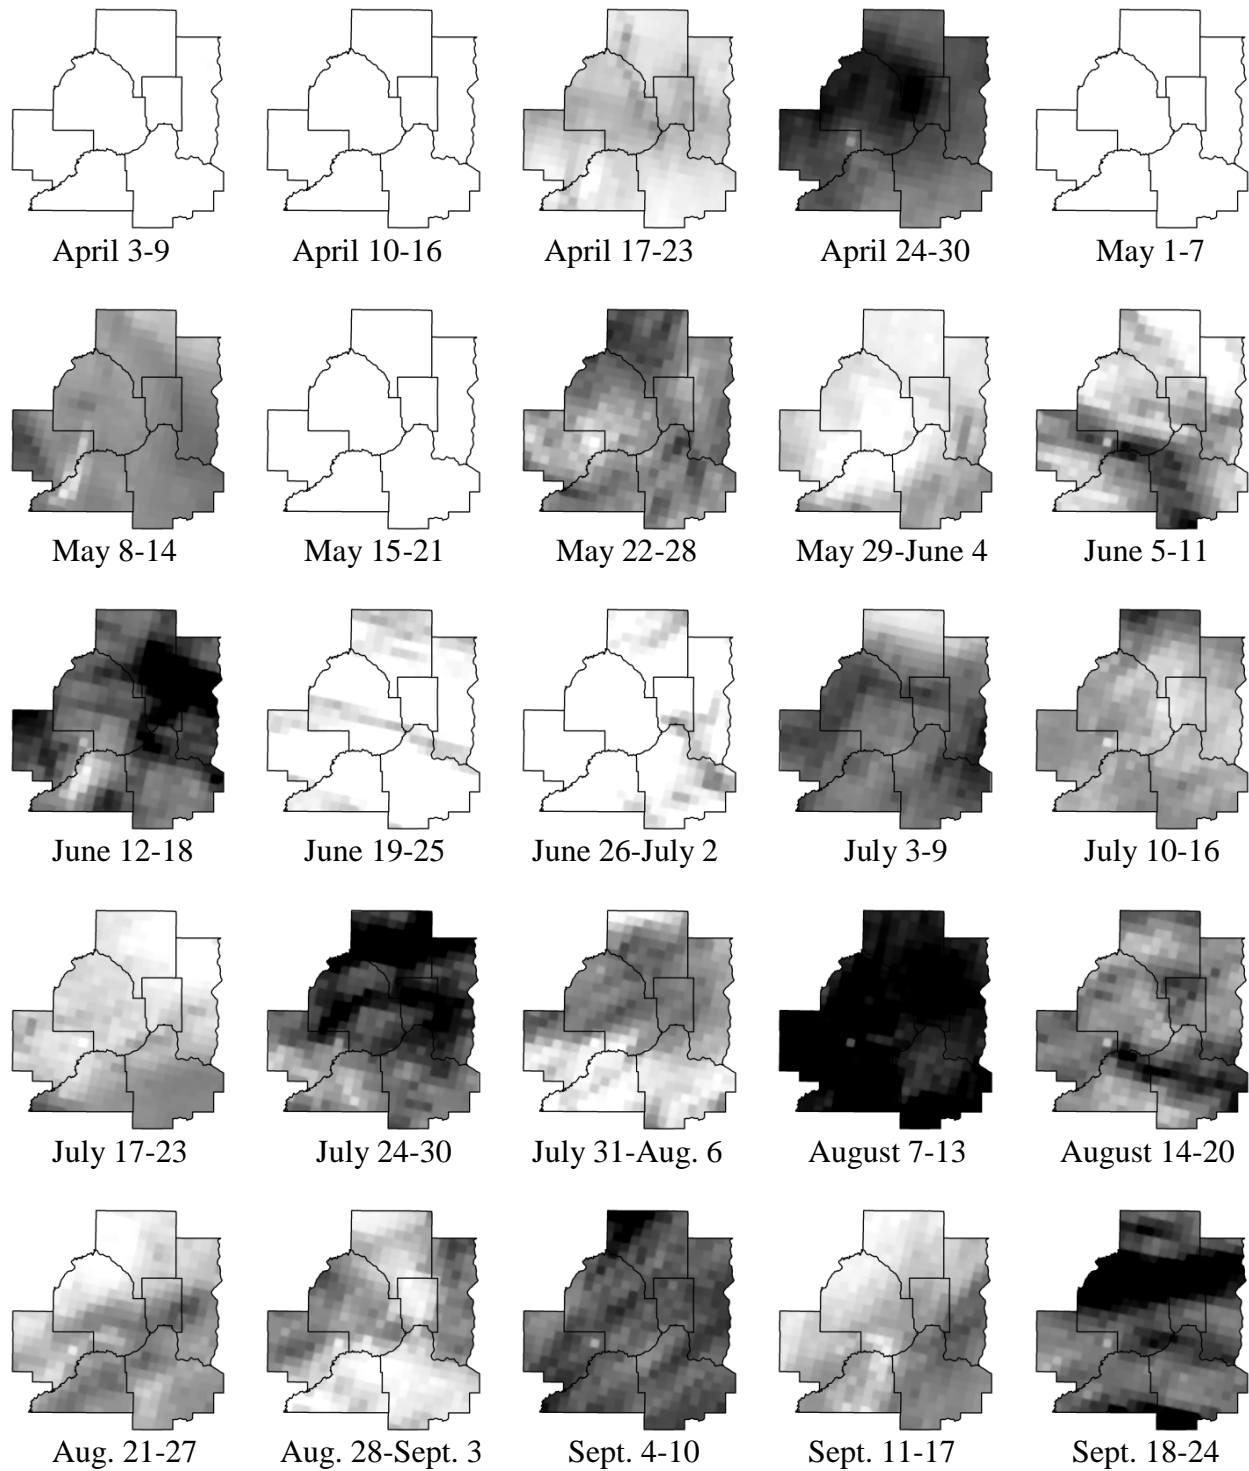 April 3-9 April 10-16 April 17-23 April 24-30 May 1-7
May 8-14 May 15-21 May 22-28 May 29-June 4 June 5-11
June 12-18 June 19-25 June 26-July 2 July 3-9 July 10-16
July 17-23 July 24-30 July 31-Aug. 6 August 7-13 August 14-20
Aug. 21-27 Aug. 28-Sept. 3 Sept. 4-10 Sept. 11-17 Sept. 18-24